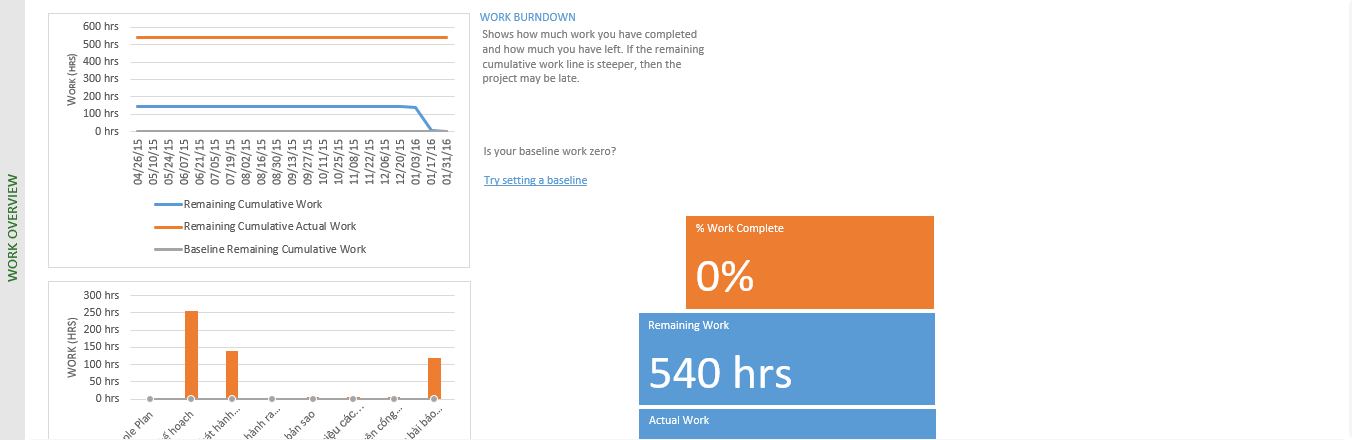 WORK OVERVIEW
600 hrs
500 hrs
400 hrs
300 hrs
200 hrs
100 hrs
0 hrs
WORK (HRS)
04/26/15
05/10/15
05/24/15
06/07/15
06/21/15
07/05/15
07/19/15
08/02/15
08/16/15
08/30/15
09/13/15
09/27/15
10/11/15
10/25/15
11/08/15
11/22/15
12/06/15
12/20/15
01/03/16
01/17/16
01/31/16
Remaining Cumulative Work
Remaining Cumulative Actual Work
Baseline Remaining Cumulative Work
WORK BURNDOWN
Shows how much work you have completed
and how much you have left. If the remaining
cumulative work line is steeper, then the
project may be late.
Is your baseline work zero?
Try setting a baseline
% Work Complete
0%
Remaining Work
540 hrs
Actual Work
300 hrs
250 hrs
200 hrs
150 hrs
100 hrs
50 hrs
0 hrs
WORK (HRS)
Plan
hoạch
hành...
hành ra...
bản sao
các...
cổng...
bài báo...